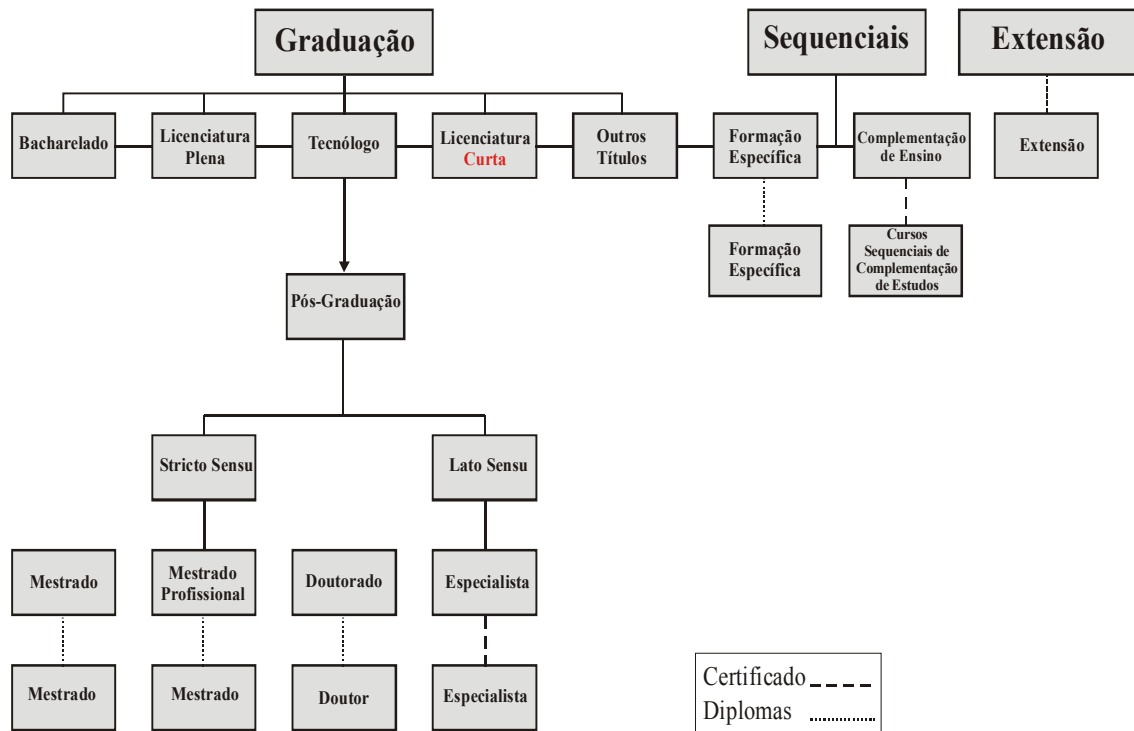 Graduação
Sequenciais
Extensão
Bacharelado
Licenciatura
Plena
Tecnólogo
Licenciatura
Curta
Outros
Títulos
Formação
Específica
Complementação
de Ensino
Extensão
Formação
Específica
Cursos
Sequenciais de
Complementação
de Estudos
Pós-Graduação
Stricto Sensu
Lato Sensu
Mestrado
Mestrado
Profissional
Doutorado
Especialista
Mestrado
Mestrado
Doutor
Especialista
Certificado
Diplomas